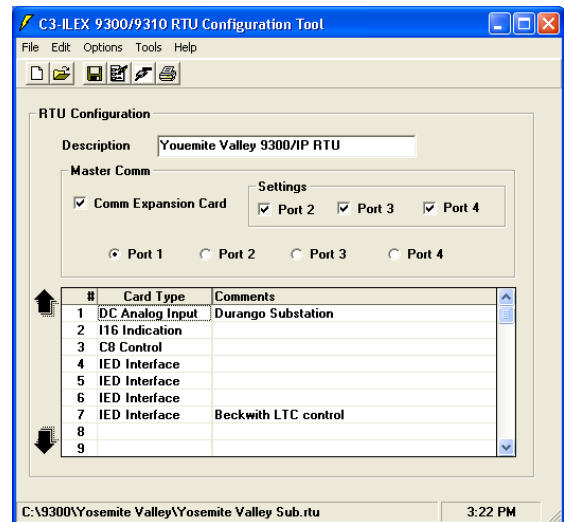 C3-ILEX 9300/9310 RTU Configuration Tool
File Edit Options Tools Help
RTU Configuration
Description Youemite Valley 9300/IP RTU
Master Comm
Settings
Comm Expansion Card Port 2 Port 3 Port 4
Port 1 Port 2 Port 3 Port 4
# Card Type Comments
1 DC Analog Input Durango Substation
2 I16 Indication
3 C8 Control
4 IED Interface
5 IED Interface
6 IED Interface
7 IED Interface Beckwith LTC control
8
9
C:\9300\Yosemite Valley\Yosemite Valley Sub.rtu 3:22 PM